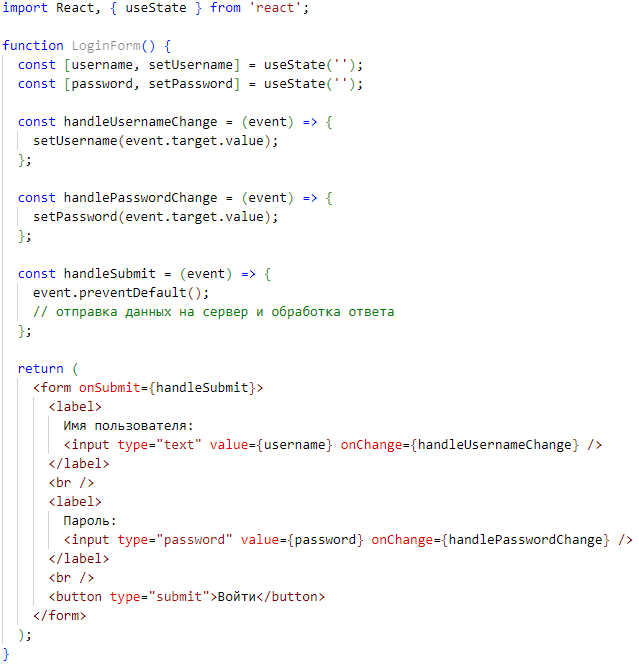 import React, { useState } from 'react';

function LoginForm() {
  const [username, setUsername] = useState('');
  const [password, setPassword] = useState('');

  const handleUsernameChange = (event) => {
    setUsername(event.target.value);
  };

  const handlePasswordChange = (event) => {
    setPassword(event.target.value);
  };

  const handleSubmit = (event) => {
    event.preventDefault();
    // отправка данных на сервер и обработка ответа
  };

  return (
    <form onSubmit={handleSubmit}>
      <label>
        Имя пользователя:
        <input type="text" value={username} onChange={handleUsernameChange} />
      </label>
      <br />
      <label>
        Пароль:
        <input type="password" value={password} onChange={handlePasswordChange} />
      </label>
      <br />
      <button type="submit">Войти</button>
    </form>
  );
}